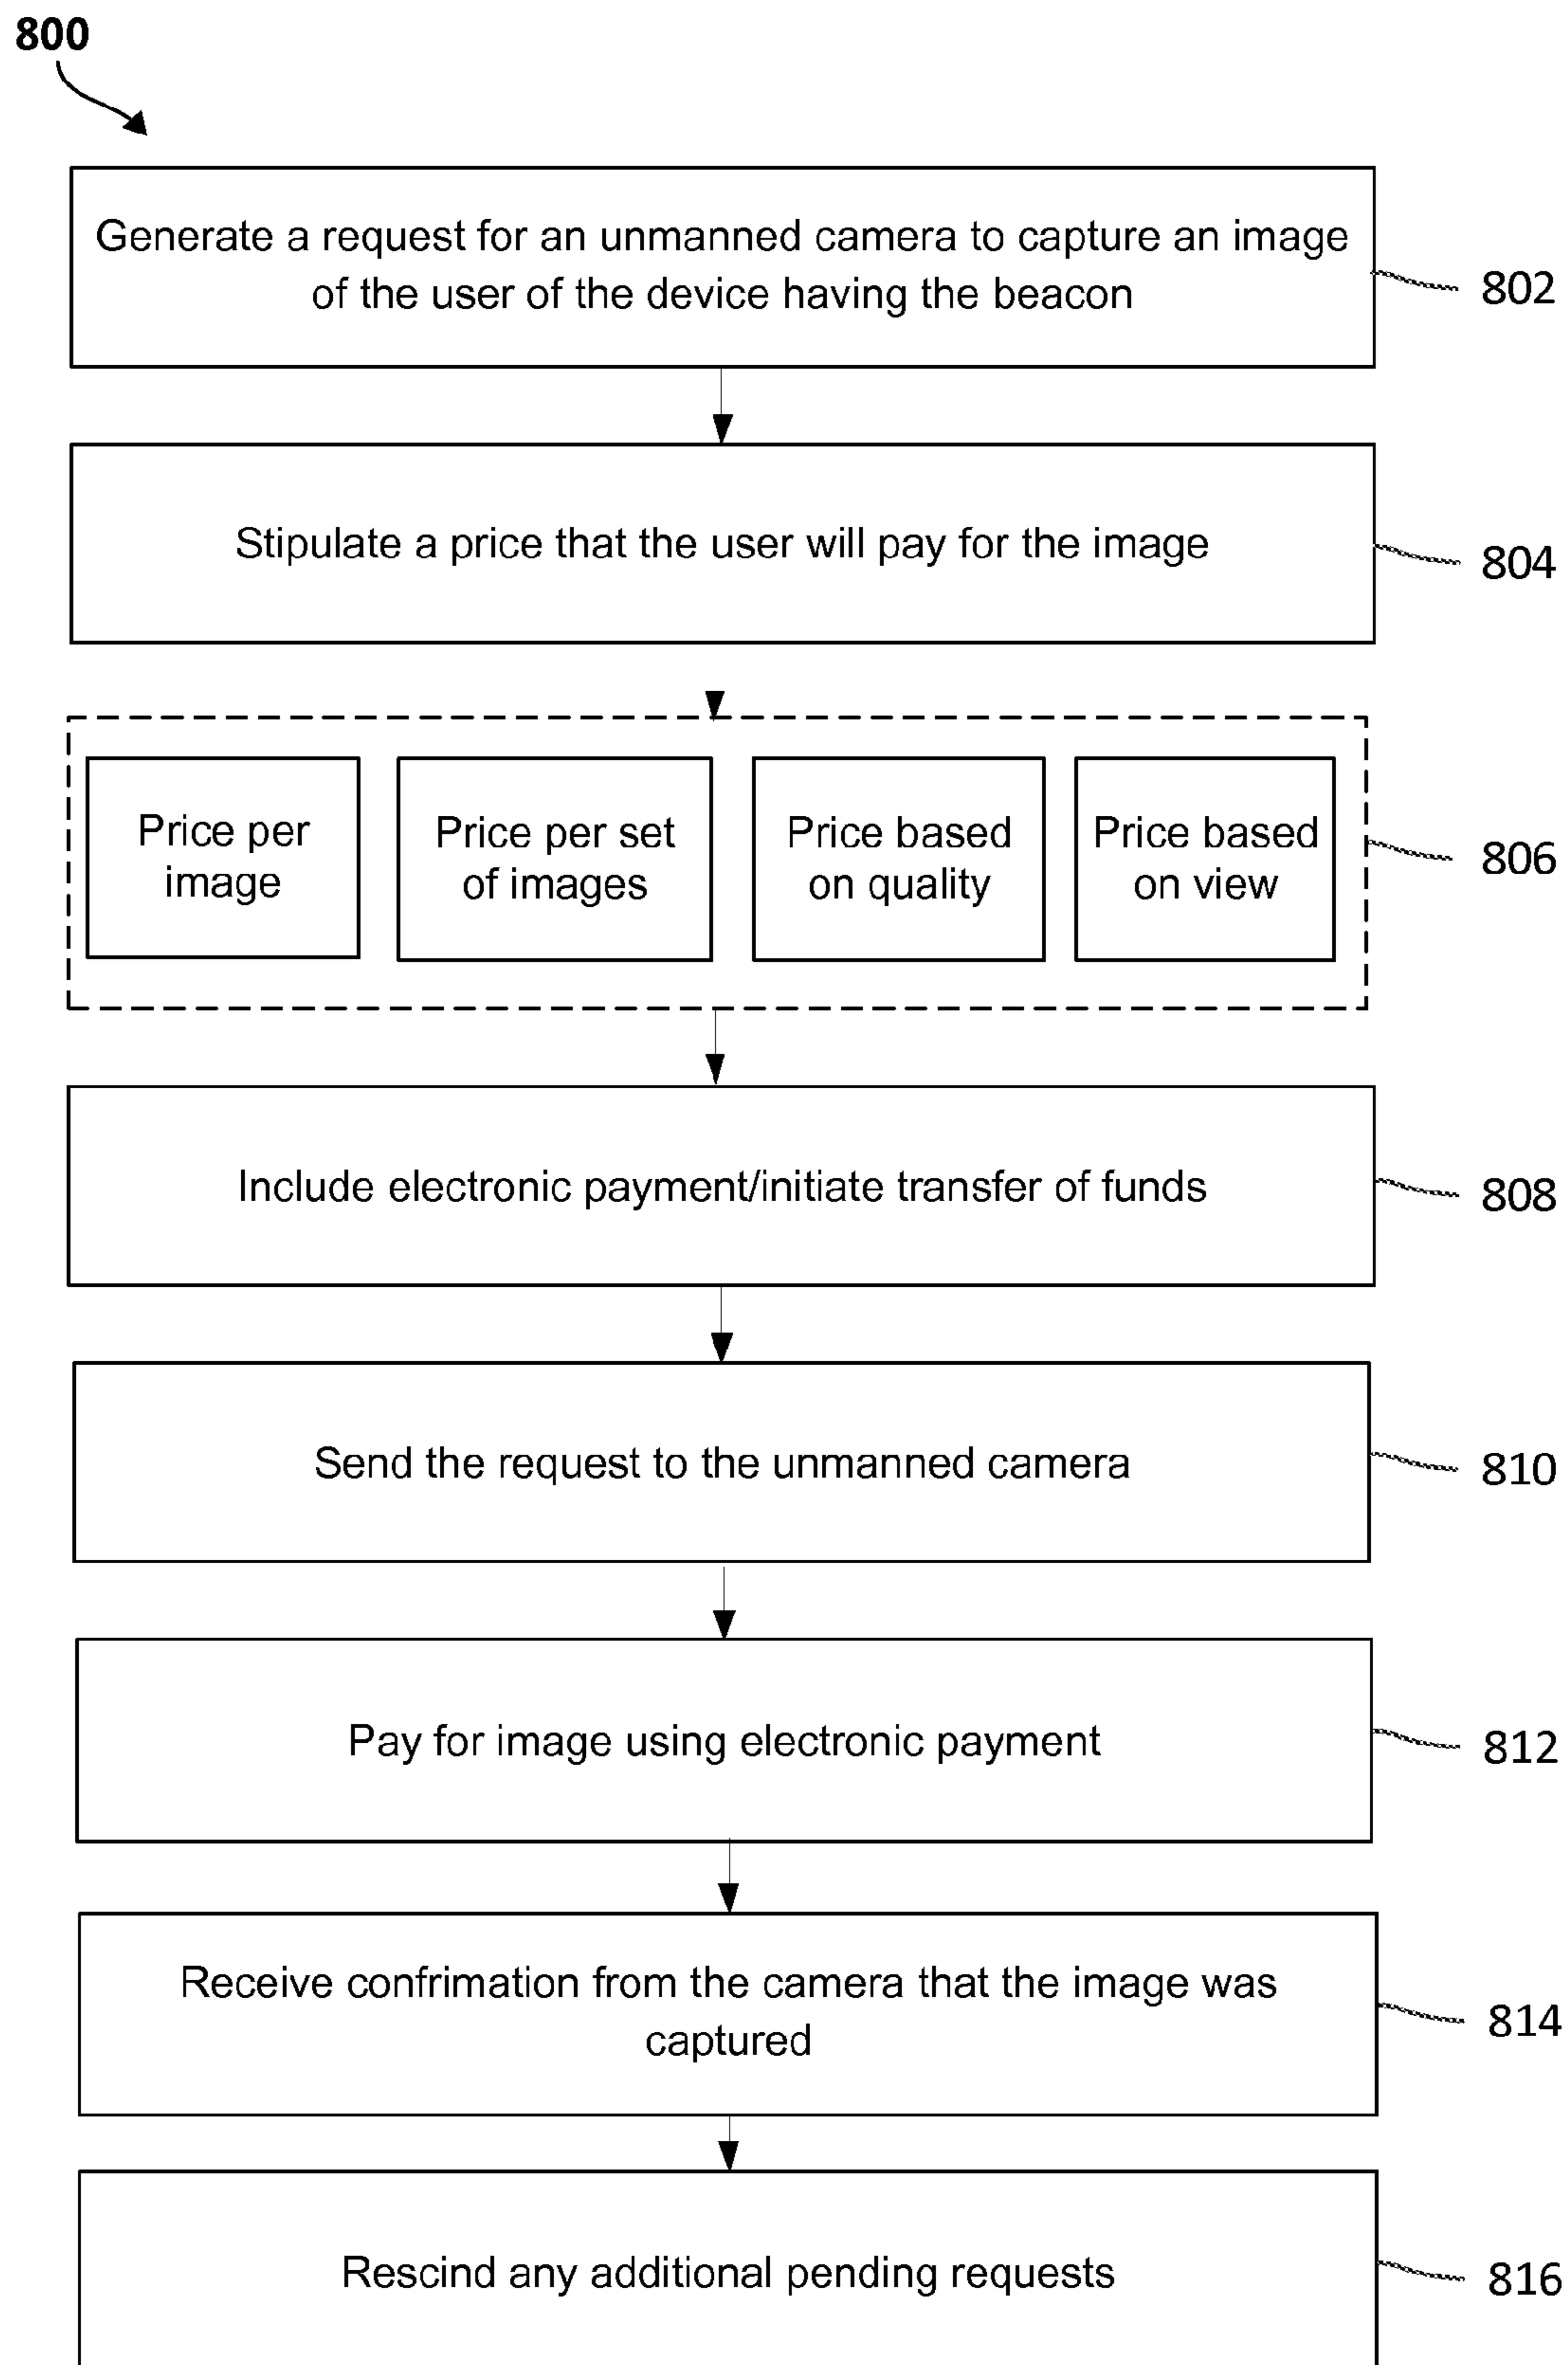 800
Generate a request for an unmanned camera to capture an image
of the user of the device having the beacon
802
Stipulate a price that the user will pay for the image
804
Price per
image
Price per set
of images
Price based
on quality
Price based
on view
806
Include electronic payment/initiate transfer of funds
808
Send the request to the unmanned camera
810
Pay for image using electronic payment
812
Receive confrimation from the camera that the image was
captured
814
Rescind any additional pending requests
816